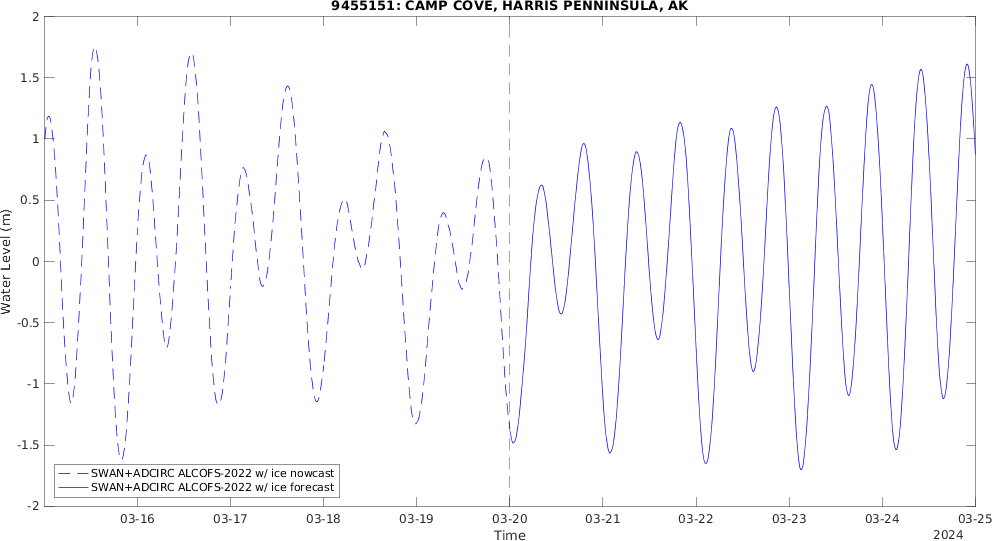 9455151: CAMP COVE, HARRIS PENNINSULA, AK
2
1.5
1
0.5
0
-0.5
-1
-1.5
-2
Water Level (m)
SWAN+ADCIRC ALCOFS-2022 w/ ice nowcast
SWAN+ADCIRC ALCOFS-2022 w/ ice forecast
03-16 03-17 03-18 03-19 03-20 03-21 03-22 03-23 03-24 03-25
Time
2024